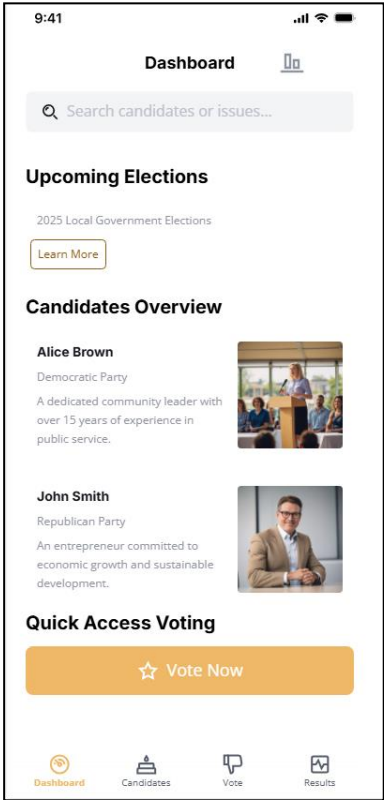 9:41
Dashboard
Search candidates or issues...
Upcoming Elections
2025 Local Government Elections
Learn More
Candidates Overview
Alice Brown
Democratic Party
A dedicated community leader with
over 15 years of experience in
public service.
John Smith
Republican Party
An entrepreneur committed to
economic growth and sustainable
development.
Quick Access Voting
Vote Now
Dashboard
Candidates
Vote
Results